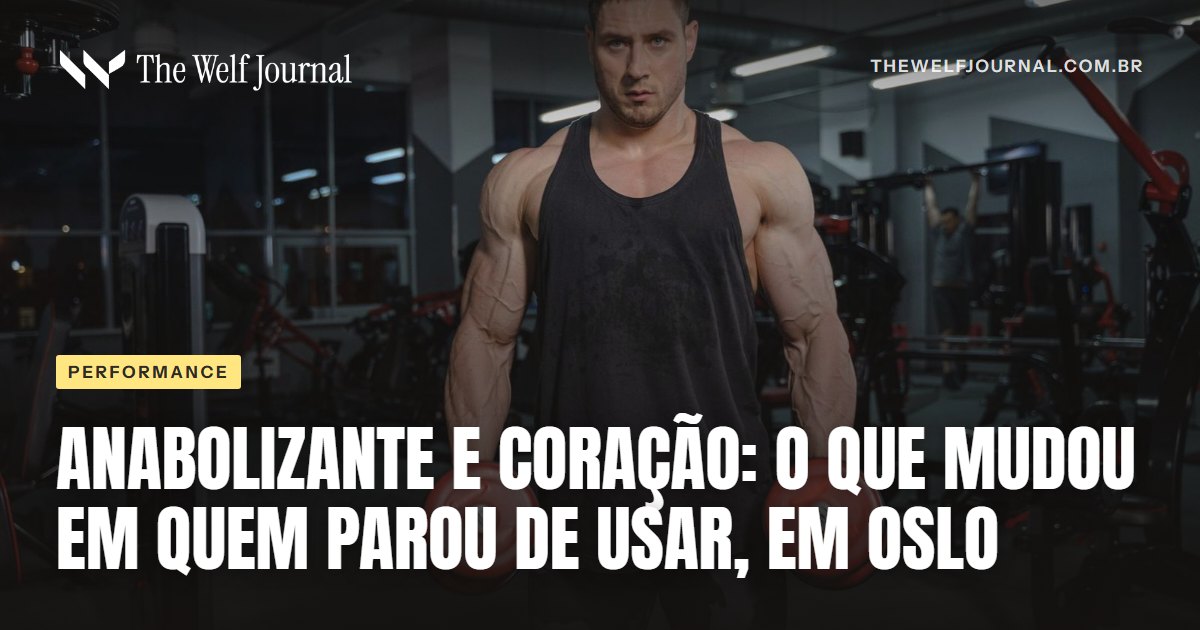 The Welf Journal
THEWELFJOURNAL.COM.BR
PERFORMANCE
ANABOLIZANTE E CORAÇÃO: O QUE MUDOU
EM QUEM PAROU DE USAR, EM OSLO